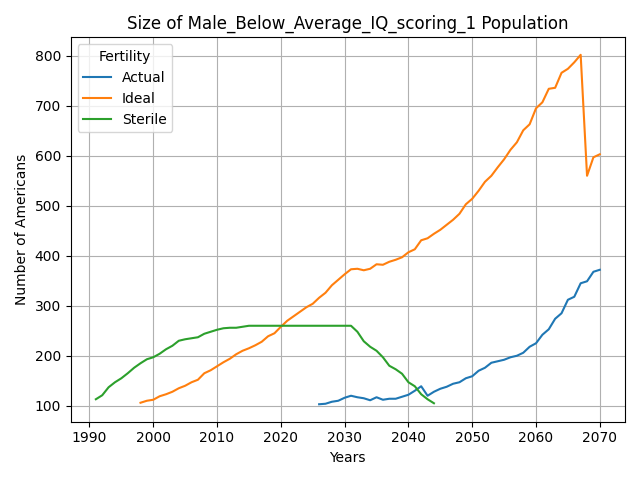 Size of Male_Below_Average_IQ_scoring_1 Population
Fertility
Actual
Ideal
Sterile
Number of Americans
800
700
600
500
400
300
200
100
1990 2000 2010 2020 2030 2040 2050 2060 2070
Years